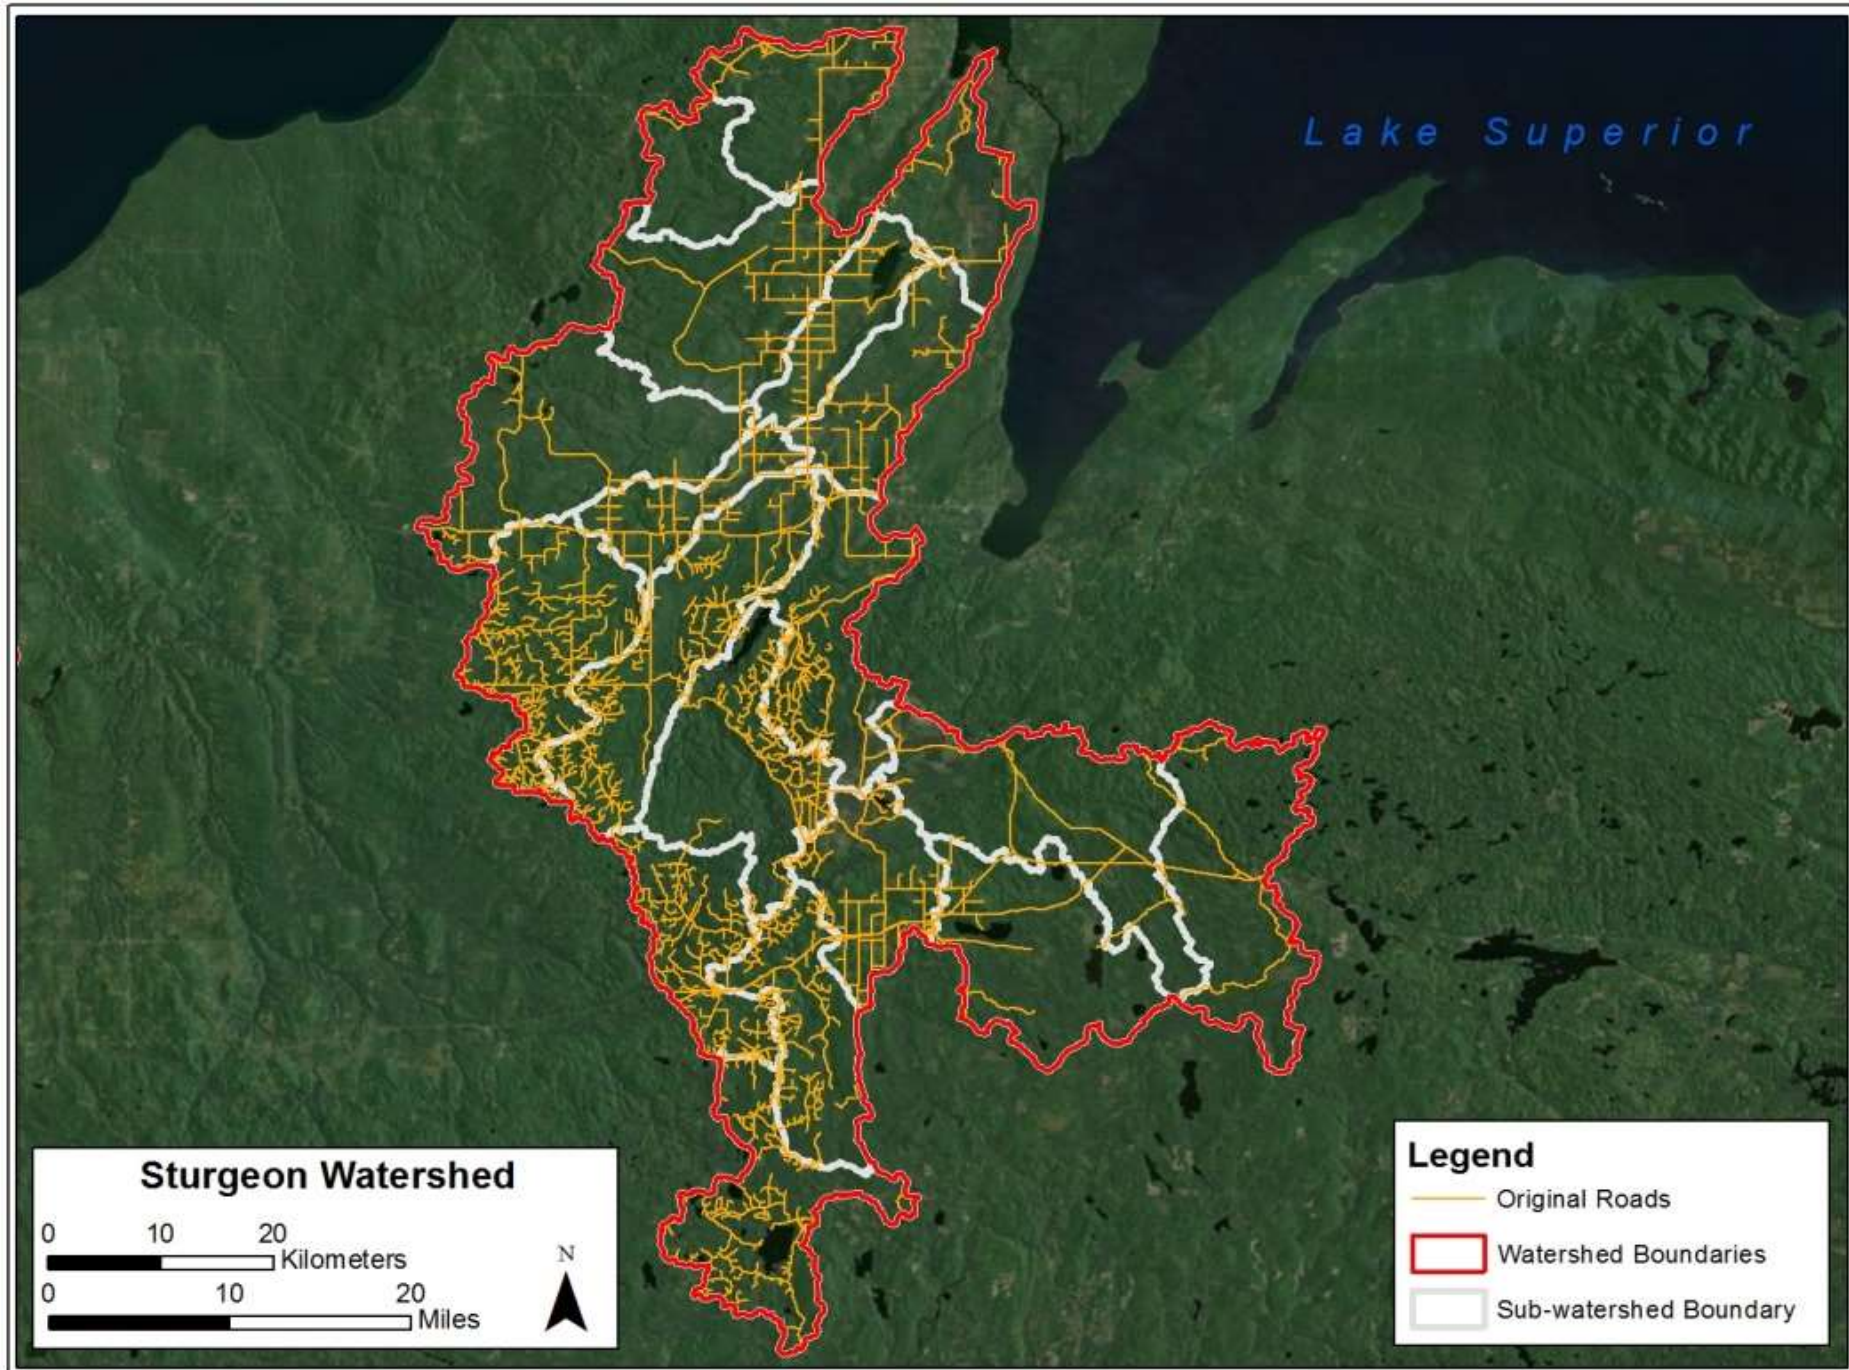 Lake Superior
Sturgeon Watershed
0 10 20
Kilometers
0 10 20
Miles
N
Legend
Original Roads
Watershed Boundaries
Sub-watershed Boundary